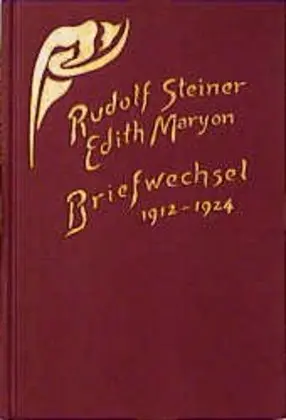 Rudolf Steiner
Edith Maryon
Briefwechsel
1912-1924